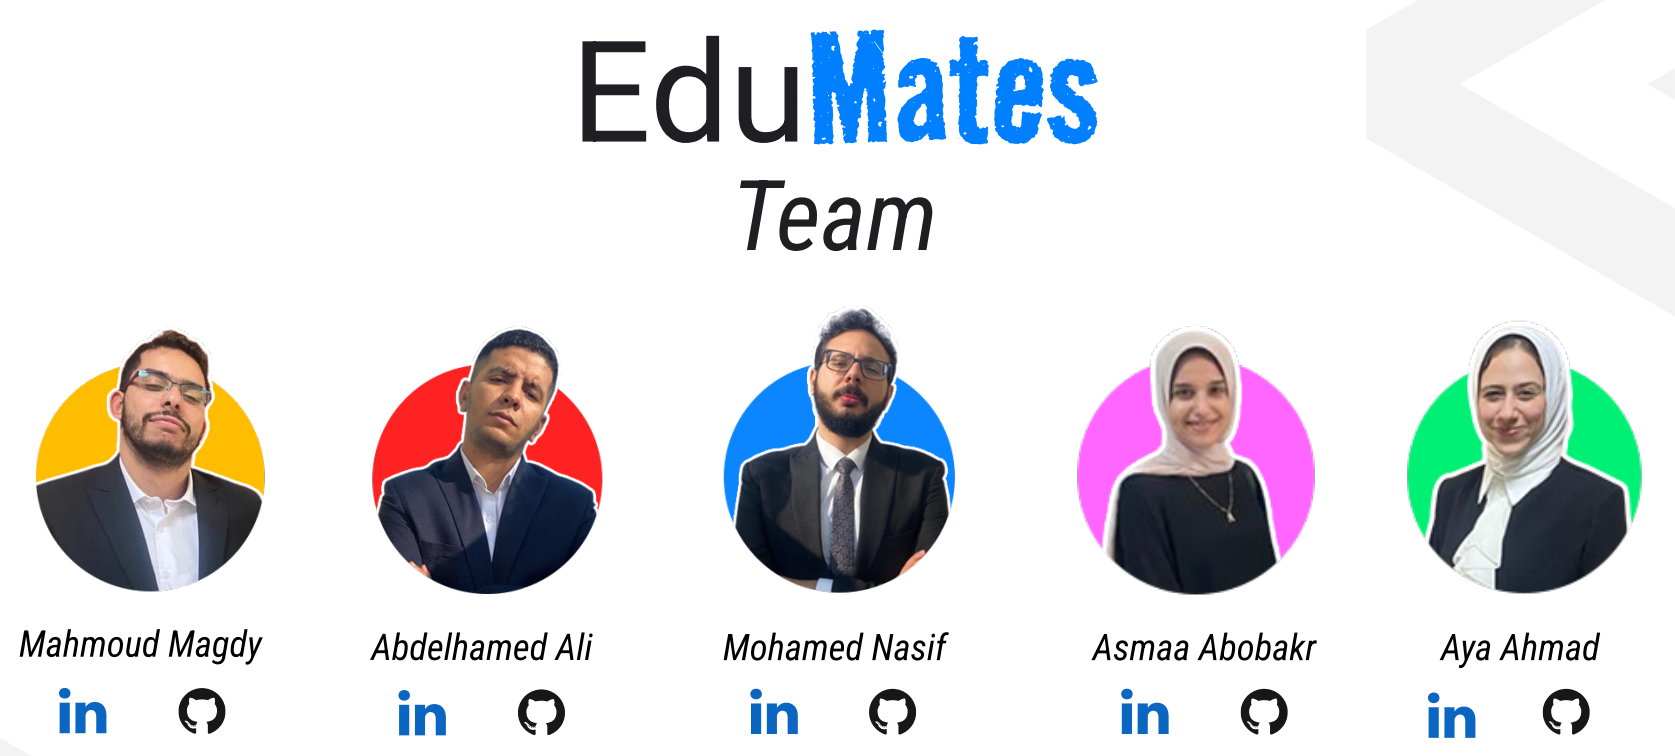 EduMates
Team
Mahmoud Magdy
Abdelhamed Ali
Mohamed Nasif
Asmaa Abobakr
Aya Ahmad
in
in
in
in
in